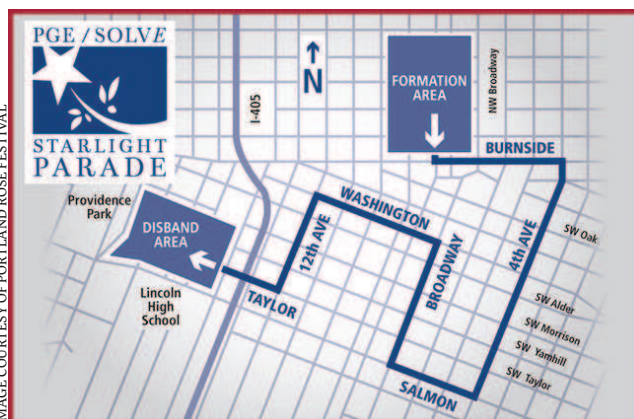 PGE / SOLVE
STARLIGHT
PARADE
N
I-405
FORMATION
AREA
NW Broadway
BURNSIDE
Providence
Park
DISBAND
AREA
Lincoln
High
School
TAYLOR
12th AVE
WASHINGTON
BROADWAY
SALMON
4th AVE
SW Oak
SW Alder
SW Morrison
SW Yamhill
SW Taylor
MAGE COURTESY OF PORTLAND ROSE FESTIVAL